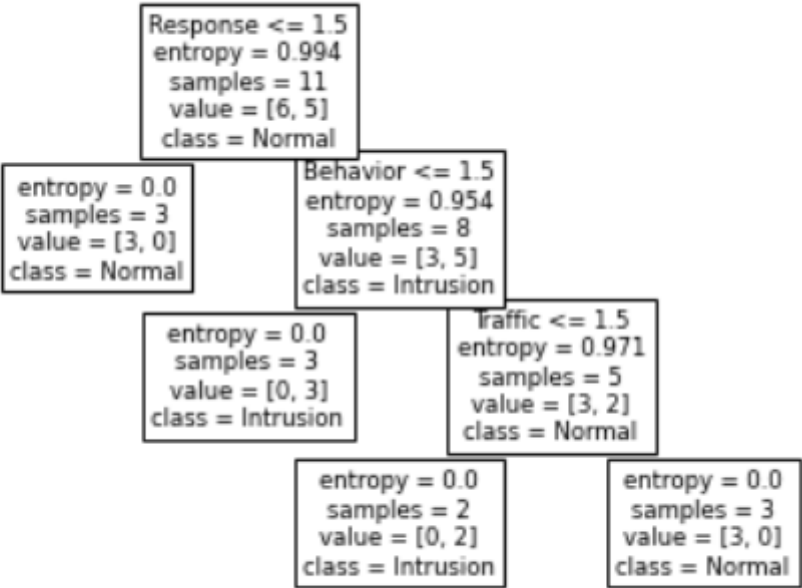 Response <= 1.5
entropy = 0.994
samples = 11
value = [6, 5]
class = Normal
entropy = 0.0
samples = 3
value = [3, 0]
class = Normal
Behavior <= 1.5
entropy = 0.954
samples = 8
value = [3, 5]
class = Intrusion
entropy = 0.0
samples = 3
value = [0, 3]
class = Intrusion
Traffic <= 1.5
entropy = 0.971
samples = 5
value = [3, 2]
class = Normal
entropy = 0.0
samples = 2
value = [0, 2]
class = Intrusion
entropy = 0.0
samples = 3
value = [3, 0]
class = Normal